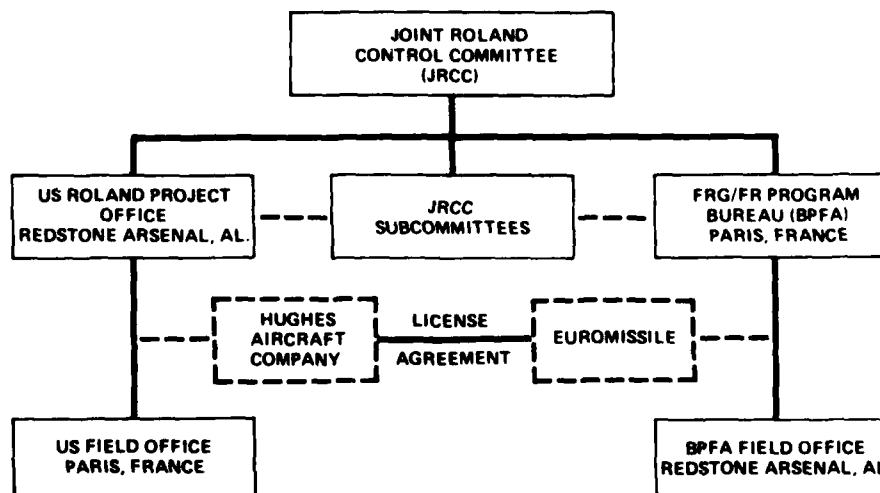 JOINT ROLAND
CONTROL COMMITTEE
(JRCC)
US ROLAND PROJECT
OFFICE
REDSTONE ARSENAL, AL.
JRCC
SUBCOMMITTEES
FRG/FR PROGRAM
BUREAU (BPFA)
PARIS, FRANCE
HUGHES
AIRCRAFT
COMPANY
LICENSE
AGREEMENT
EUROMISSILE
US FIELD OFFICE
PARIS, FRANCE
BPFA FIELD OFFICE
REDSTONE ARSENAL, AL